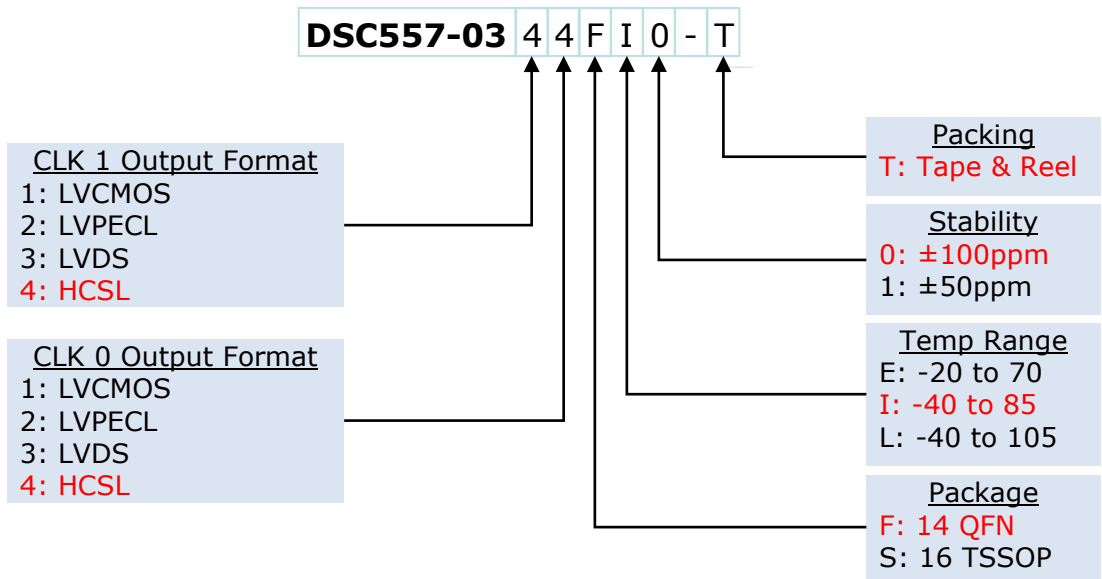 DSC557-03 4 4 F I 0 - T
CLK 1 Output Format
1: LVCMOS
2: LVPECL
3: LVDS
4: HCSL
CLK 0 Output Format
1: LVCMOS
2: LVPECL
3: LVDS
4: HCSL
Packing
T: Tape & Reel
Stability
0: ±100ppm
1: ±50ppm
Temp Range
E: -20 to 70
I: -40 to 85
L: -40 to 105
Package
F: 14 QFN
S: 16 TSSOP